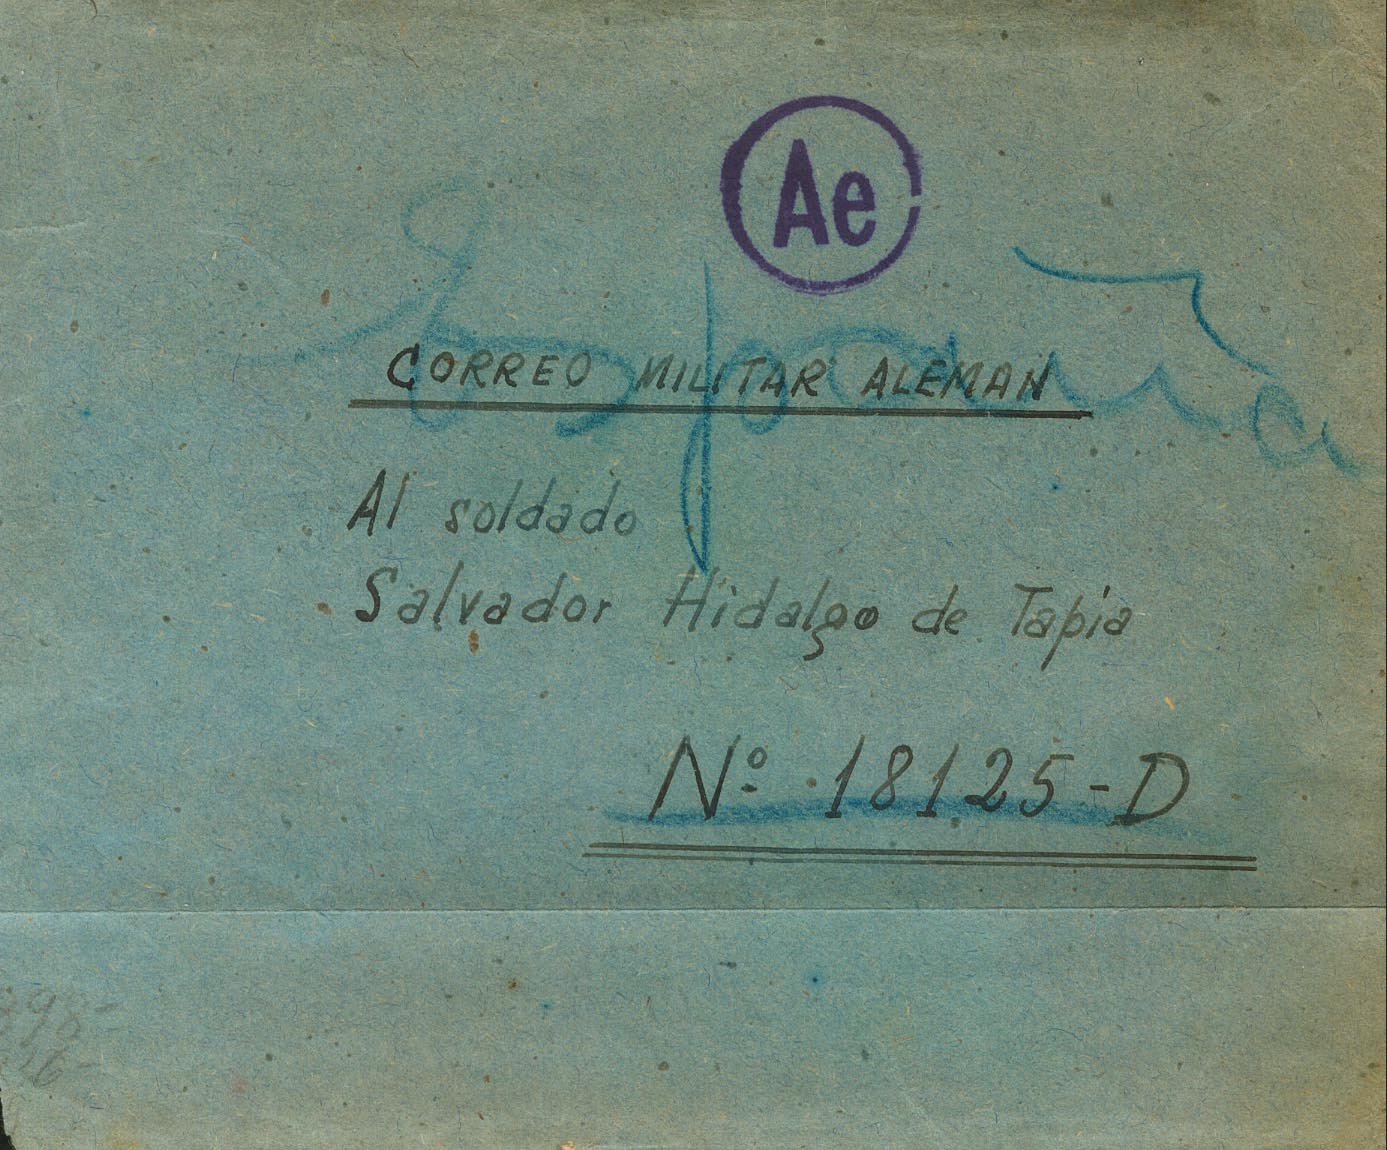 Ae
España
CORREO MILITAR ALEMAN
Al soldado
Salvador Hidalgo de Tapia
Nº 18125-D